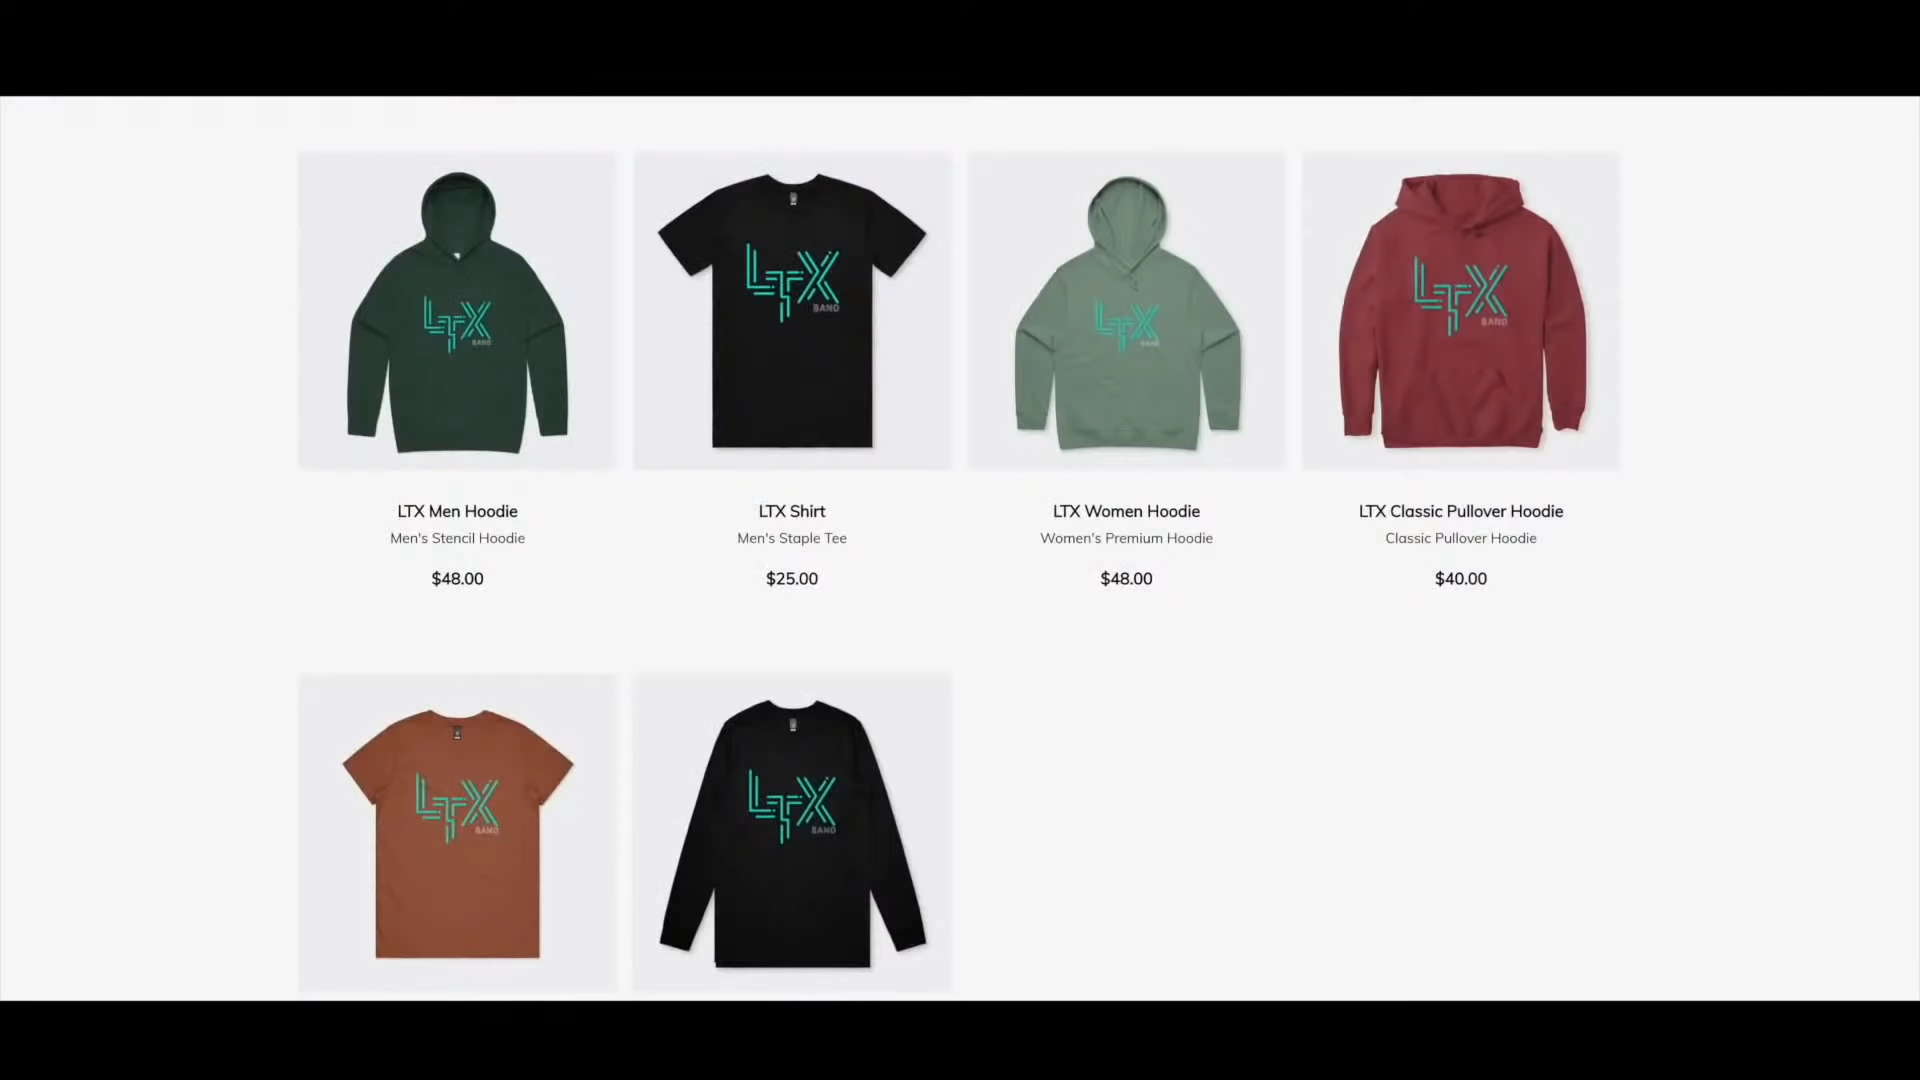 LTX
BAND
LTX
BAND
LTX
BAND
LTX
BAND
LTX Men Hoodie
Men's Stencil Hoodie
$48.00
LTX Shirt
Men's Staple Tee
$25.00
LTX Women Hoodie
Women's Premium Hoodie
$48.00
LTX Classic Pullover Hoodie
Classic Pullover Hoodie
$40.00
LTX
BAND
LTX
BAND